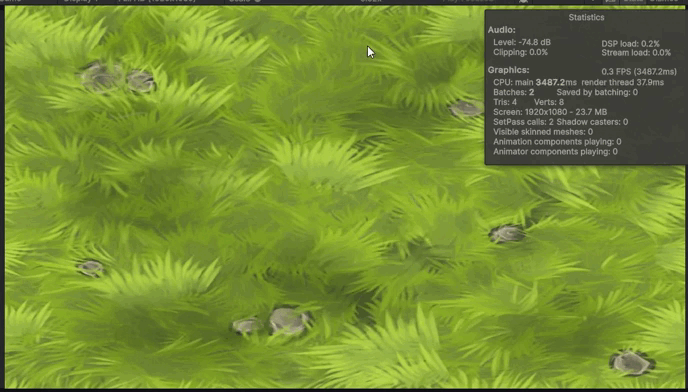 Statistics
Audio:
Level: -74.8 dB DSP load: 0.2%
Clipping: 0.0% Stream load: 0.0%
Graphics: 0.3 FPS (3487.2ms)
CPU: main 3487.2ms render thread 37.9ms
Batches: 2 Saved by batching: 0
Tris: 4 Verts: 8
Screen: 1920x1080 - 23.7 MB
SetPass calls: 2 Shadow casters: 0
Visible skinned meshes: 0
Animation components playing: 0
Animator components playing: 0